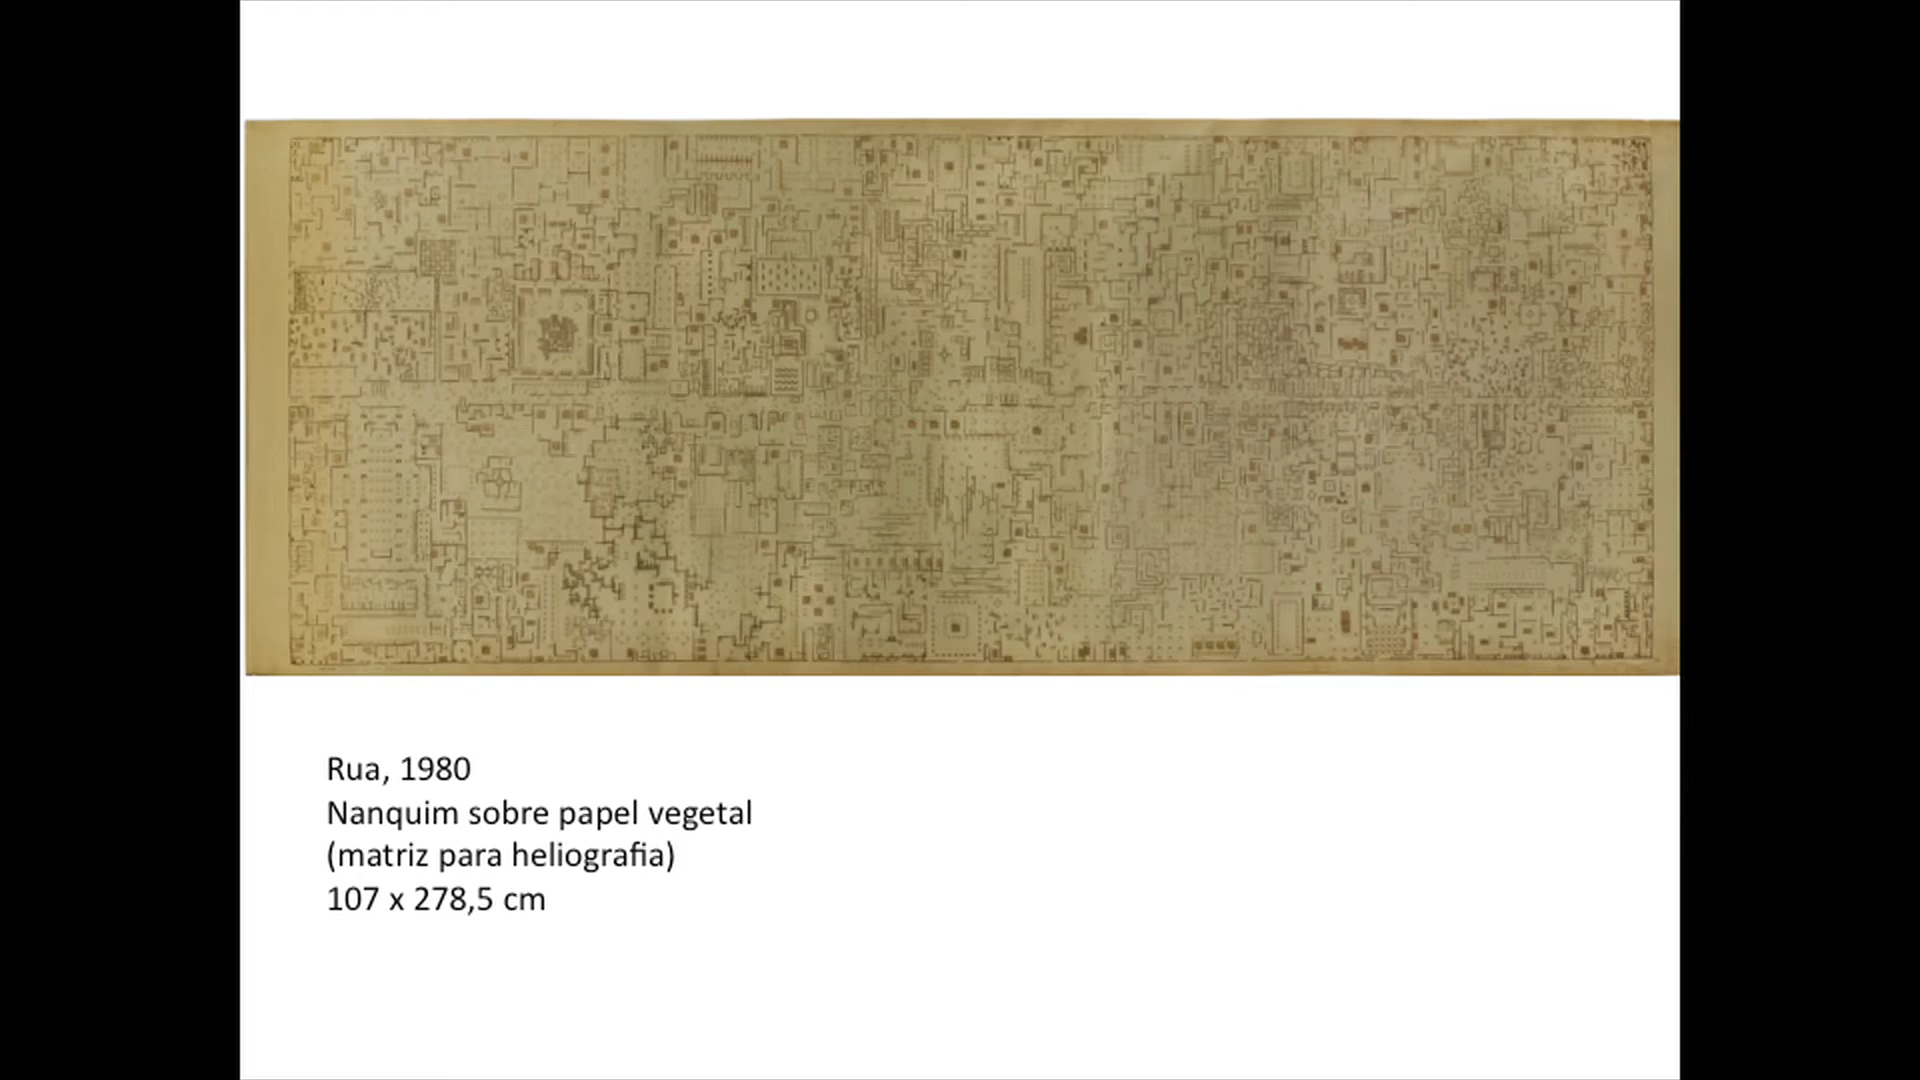 Rua, 1980
Nanquim sobre papel vegetal
(matriz para heliografia)
107 x 278,5 cm